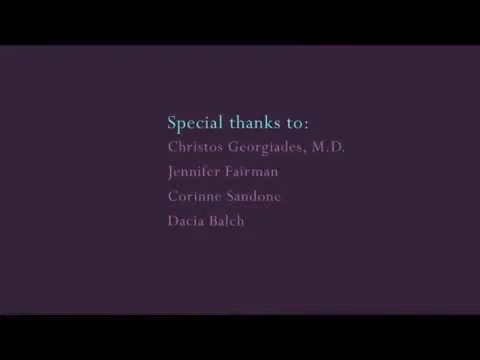 Special thanks to:
Christos Georgiades, M.D.
Jennifer Fairman
Corinne Sandone
Dacia Balch